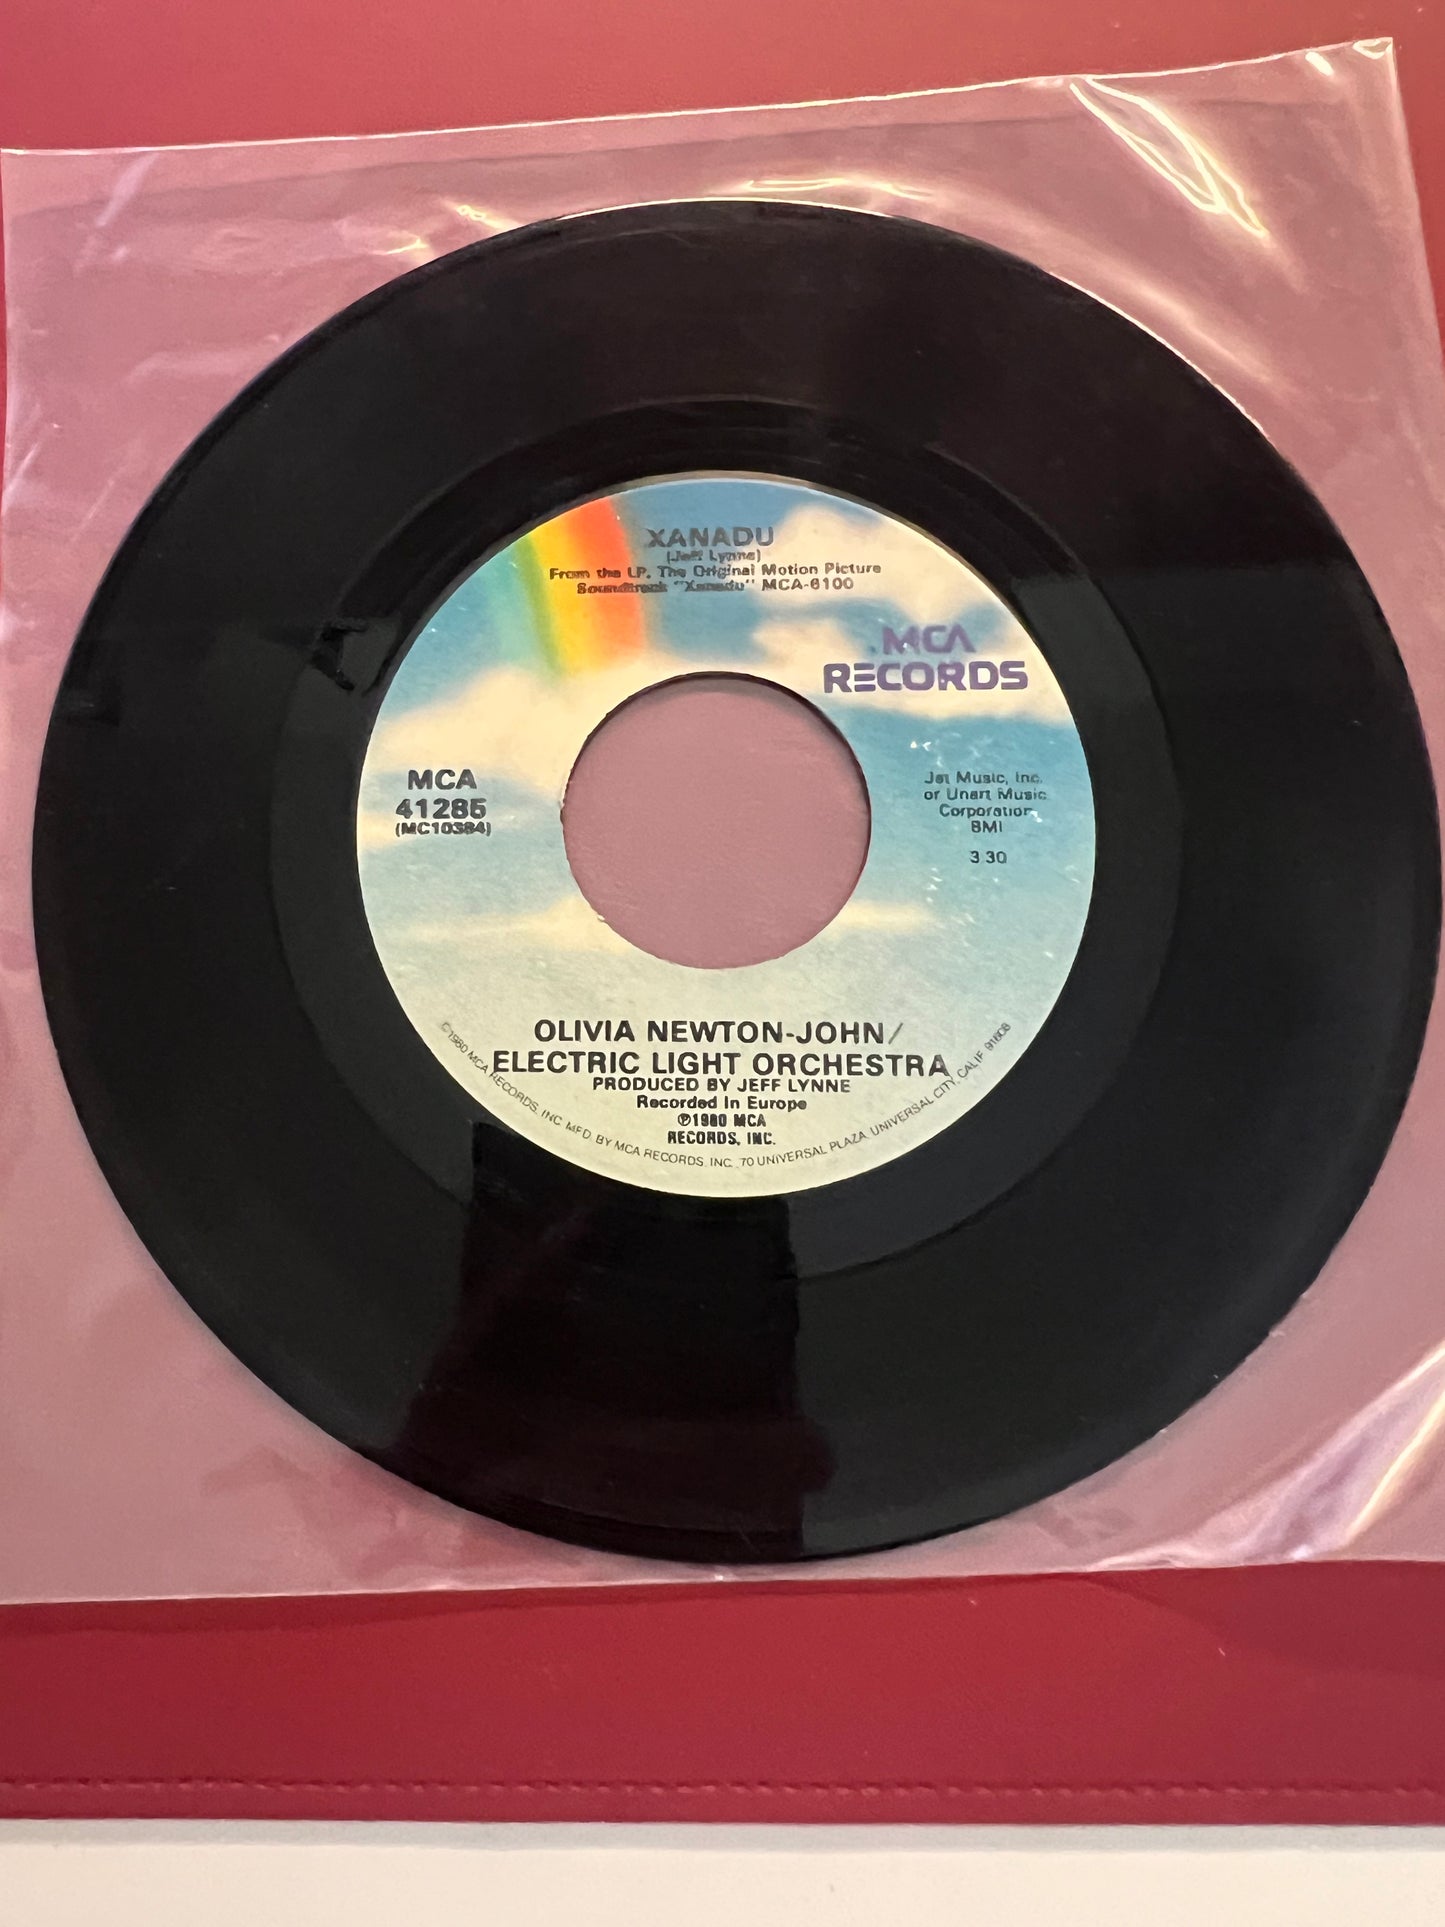 XANADU
(Jeff Lynne)
From the LP, The Original Motion Picture
Soundtrack "Xanadu" MCA-6100
MCA
RECORDS
MCA
41285
(MC10384)
Jet Music, Inc.
or Unart Music
Corporation
BMI
3 30
OLIVIA NEWTON-JOHN/
ELECTRIC LIGHT ORCHESTRA
PRODUCED BY JEFF LYNNE
Recorded In Europe
℗1980 MCA
RECORDS, INC.
©1980 MCA RECORDS, INC. MFD. BY MCA RECORDS, INC. 70 UNIVERSAL PLAZA, UNIVERSAL CITY, CALIF. 91608